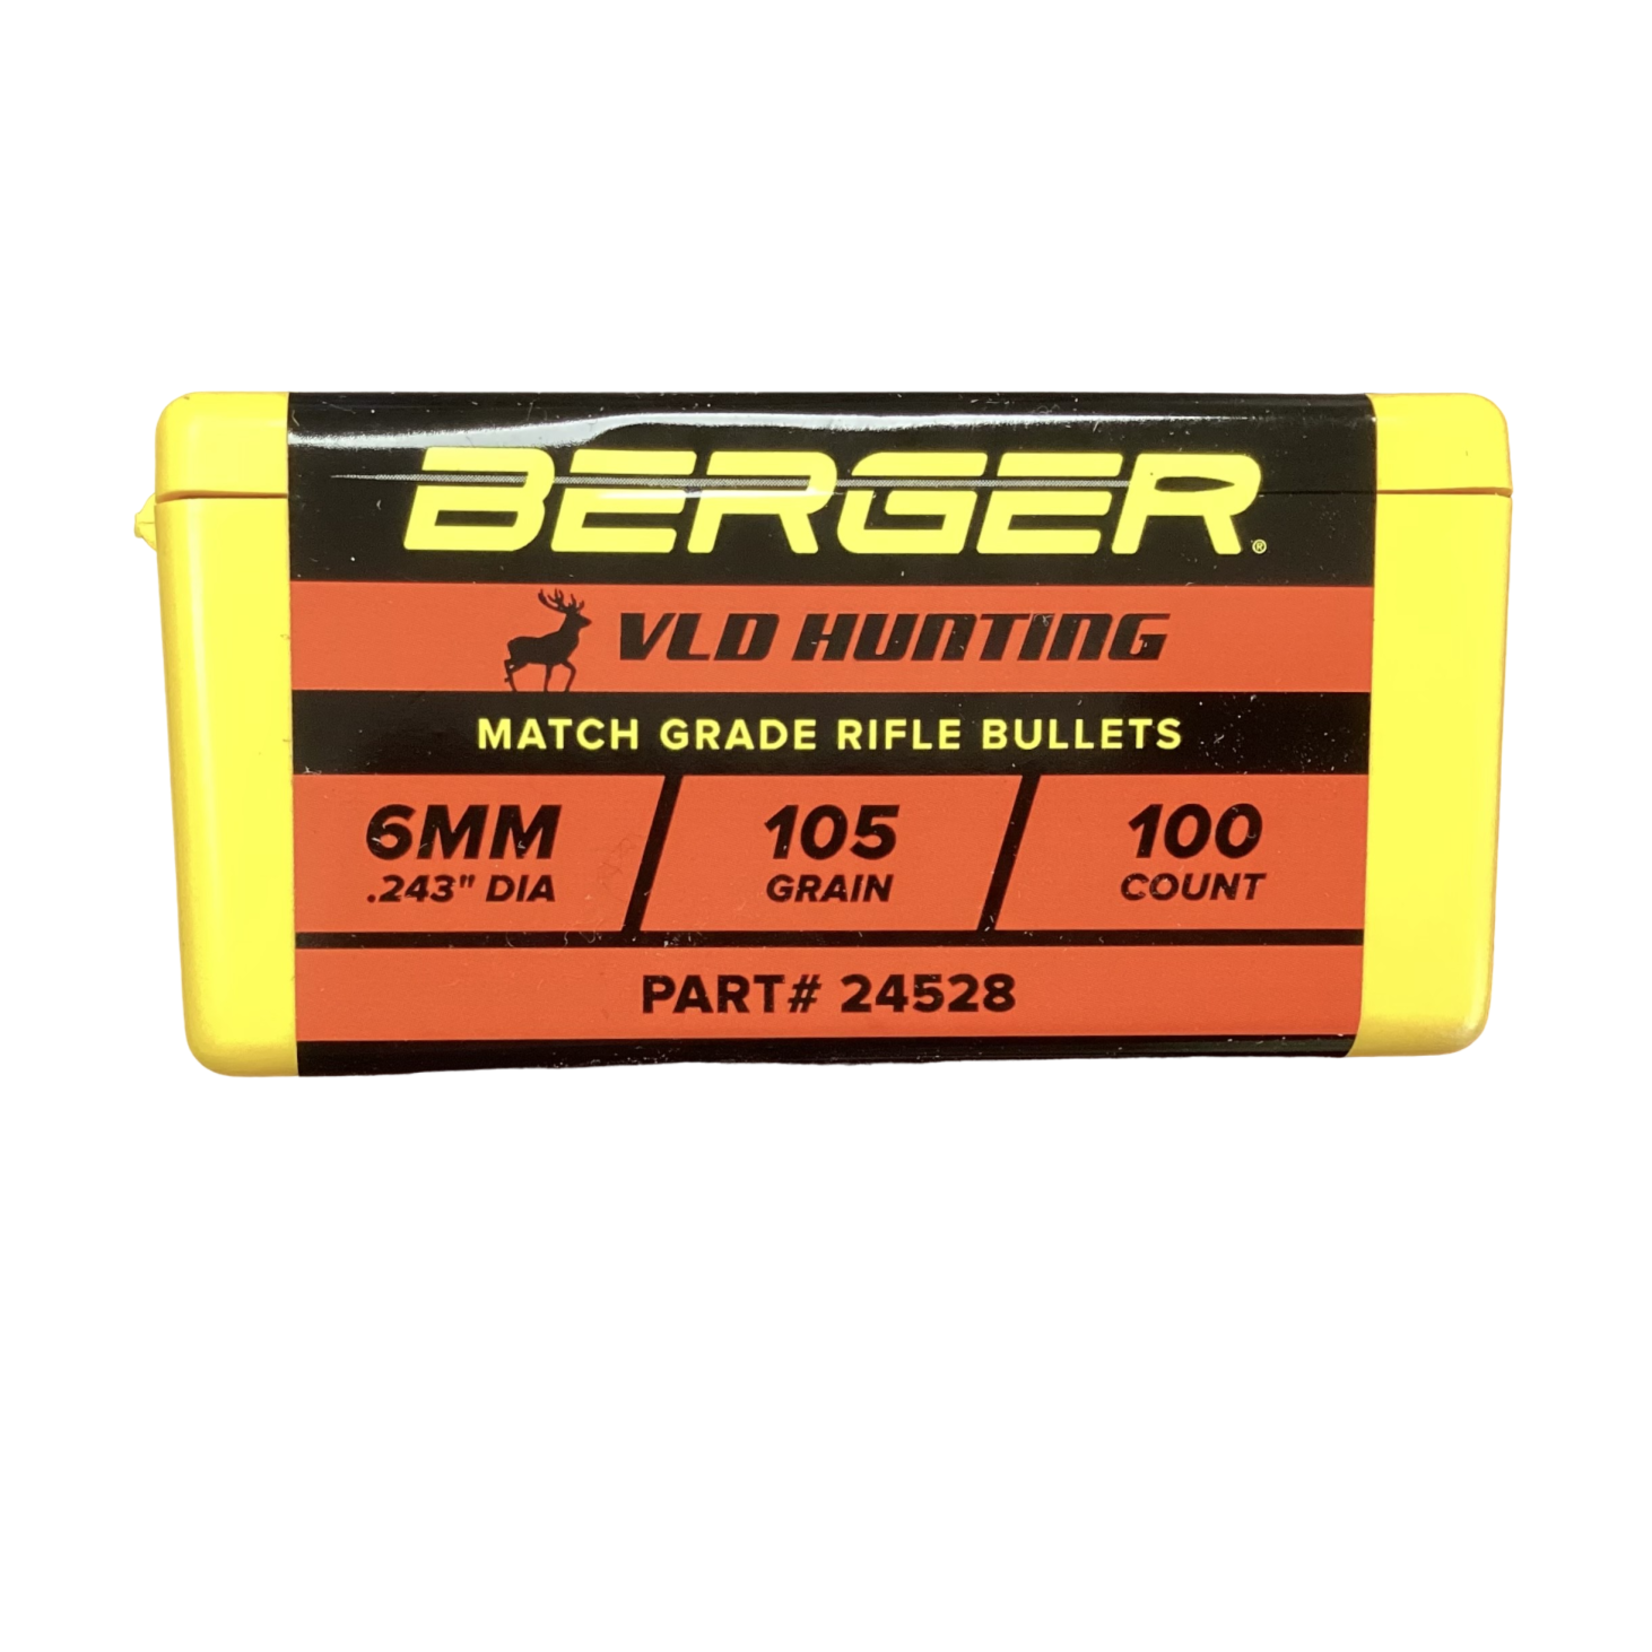 BERGER®
VLD HUNTING
MATCH GRADE RIFLE BULLETS
6MM 105 100
.243" DIA GRAIN COUNT
PART# 24528